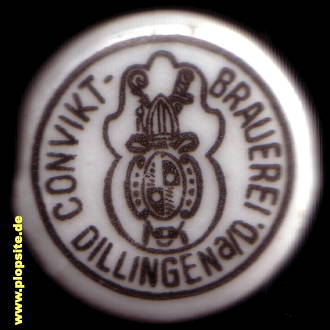 CONVIKT-BRAUEREI
DILLINGEN a/D.
www.plopsite.de